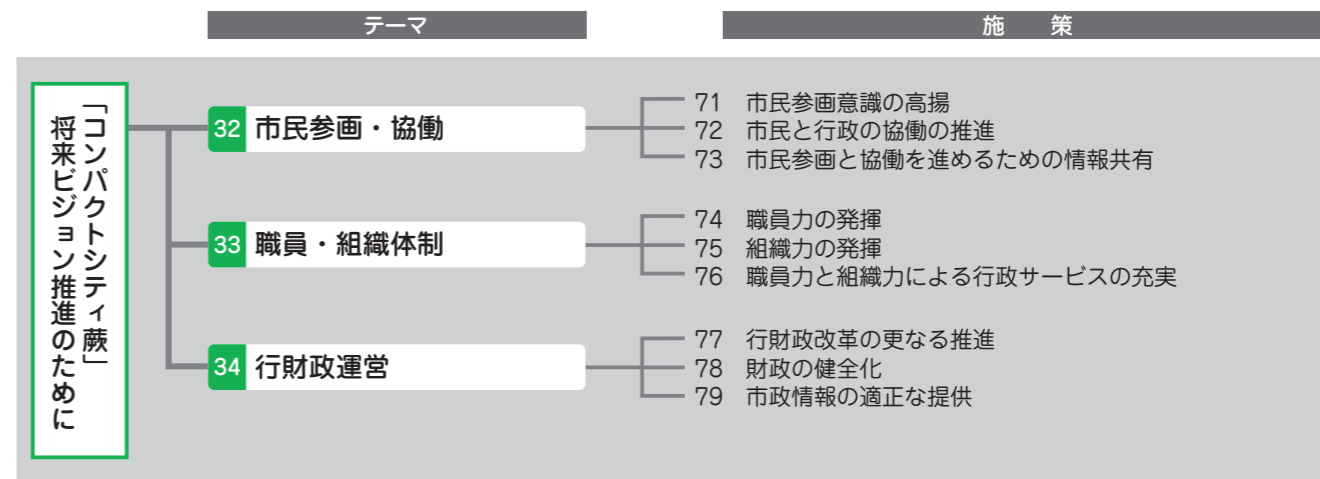 テーマ
施　策
「コンパクトシティ蕨」
将来ビジョン推進のために
32 市民参画・協働
71 市民参画意識の高揚
72 市民と行政の協働の推進
73 市民参画と協働を進めるための情報共有
33 職員・組織体制
74 職員力の発揮
75 組織力の発揮
76 職員力と組織力による行政サービスの充実
34 行財政運営
77 行財政改革の更なる推進
78 財政の健全化
79 市政情報の適正な提供